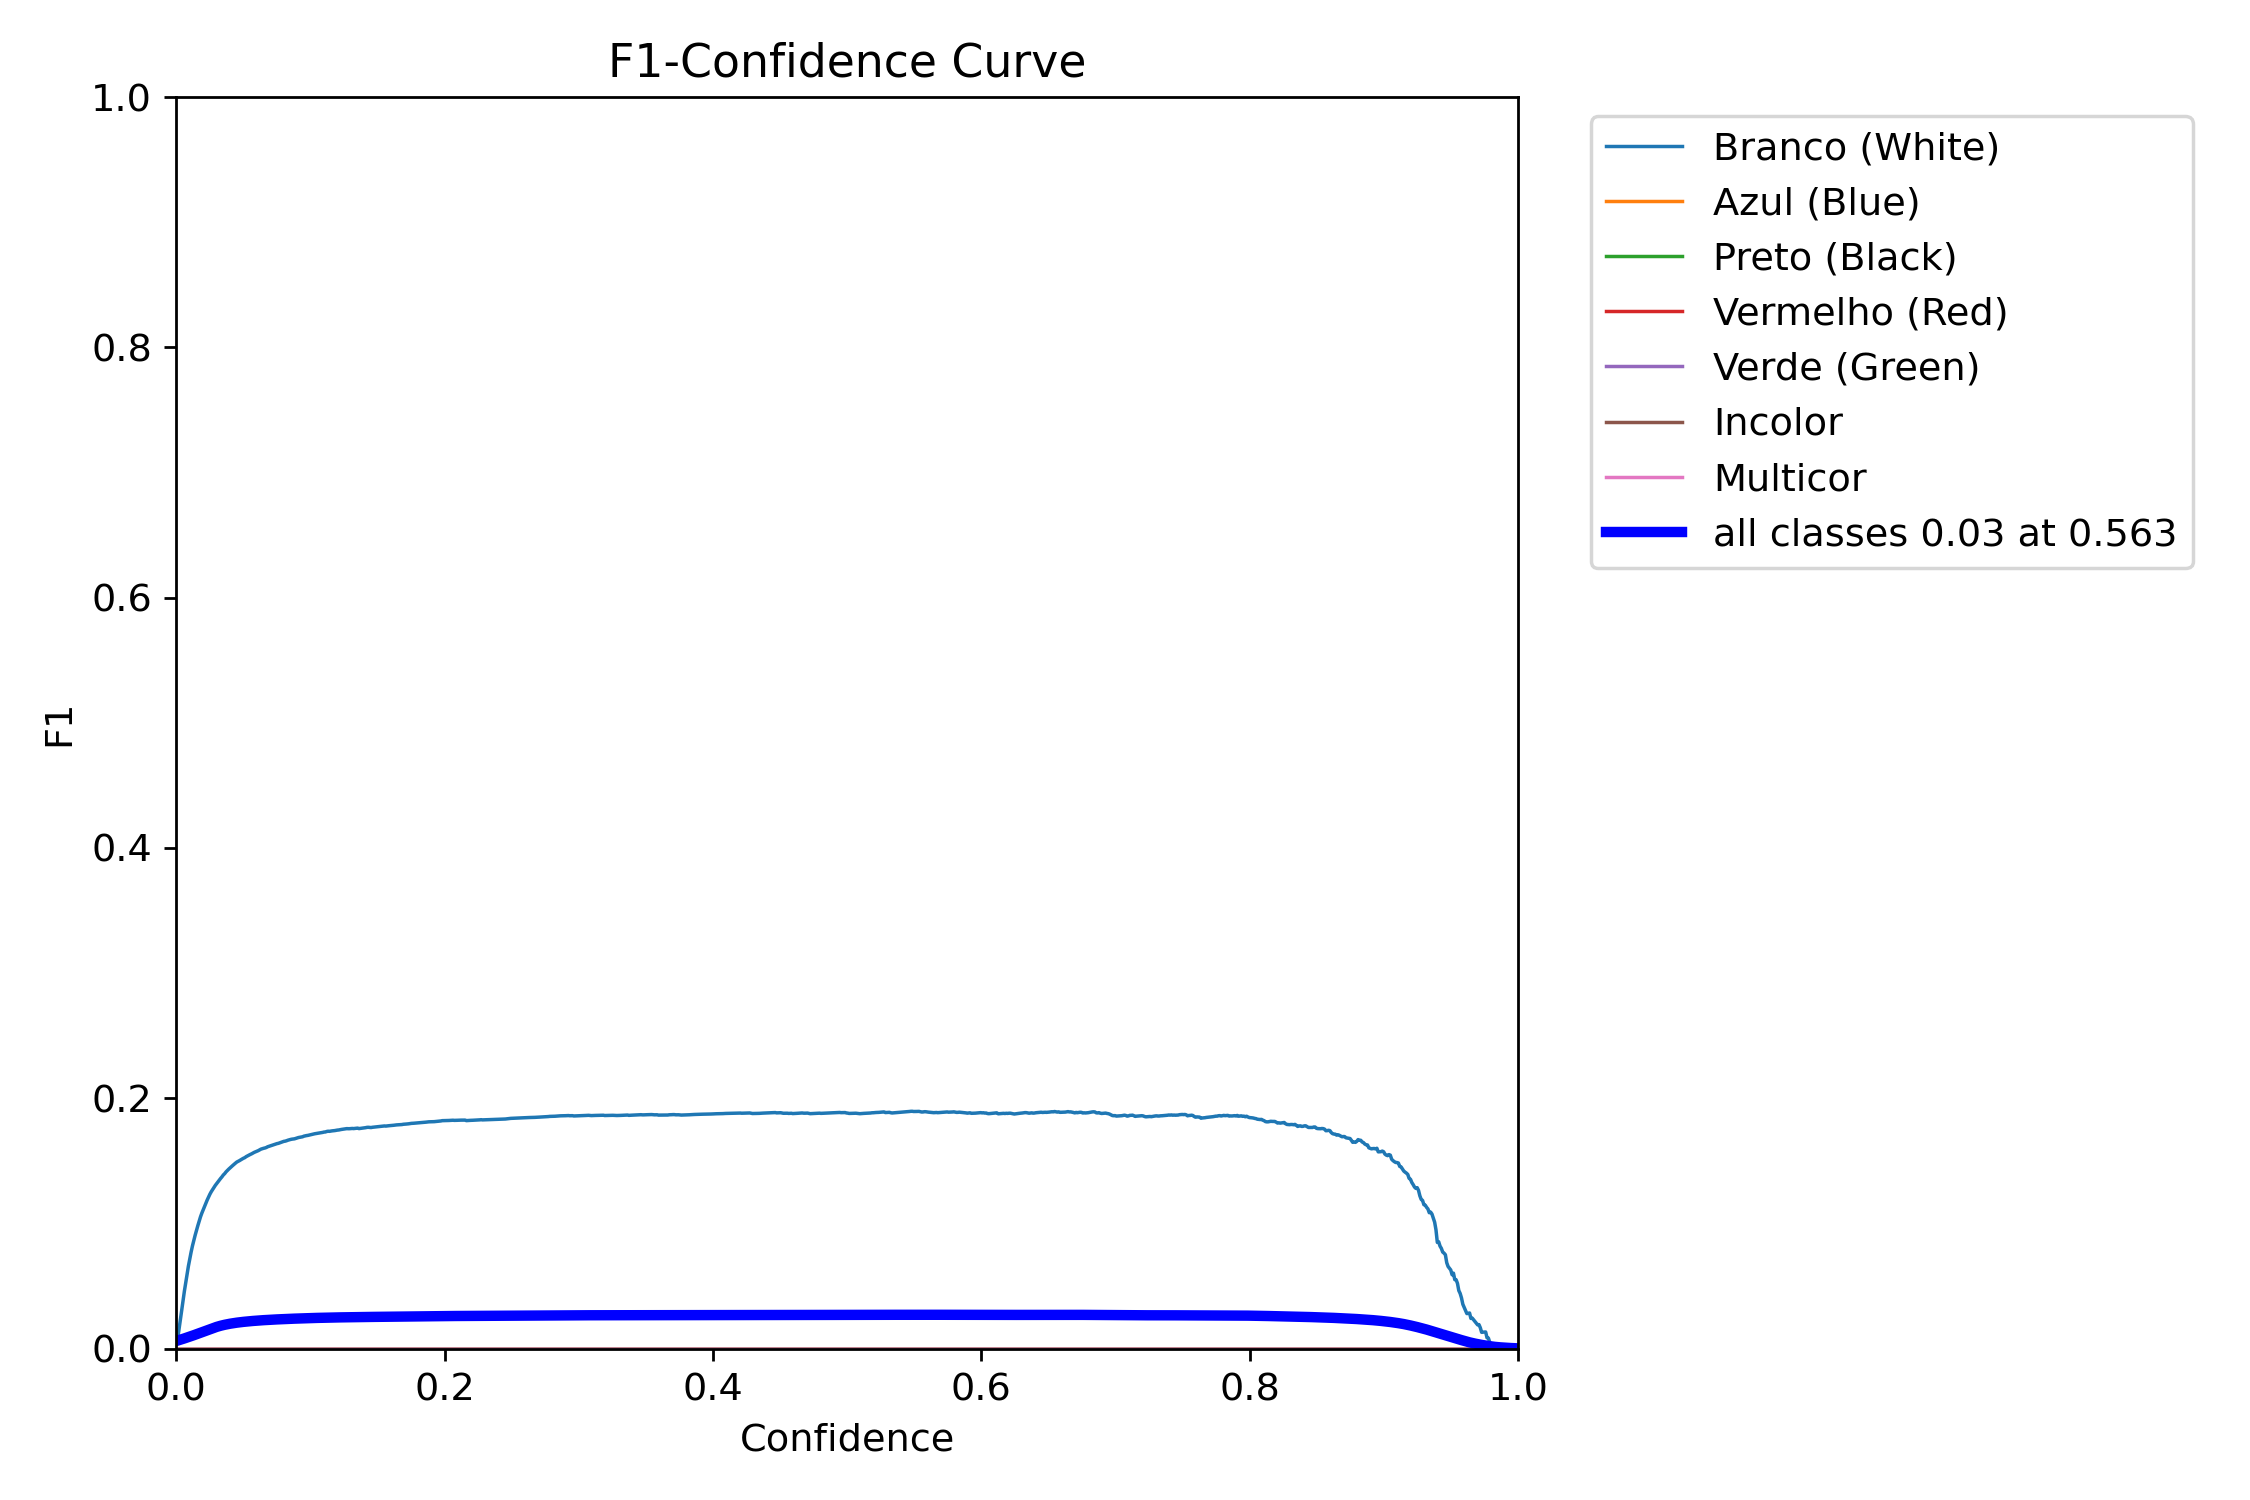 F1-Confidence Curve
1.0
0.8
0.6
0.4
0.2
0.0
F1
0.0 0.2 0.4 0.6 0.8 1.0
Confidence
Branco (White)
Azul (Blue)
Preto (Black)
Vermelho (Red)
Verde (Green)
Incolor
Multicor
all classes 0.03 at 0.563